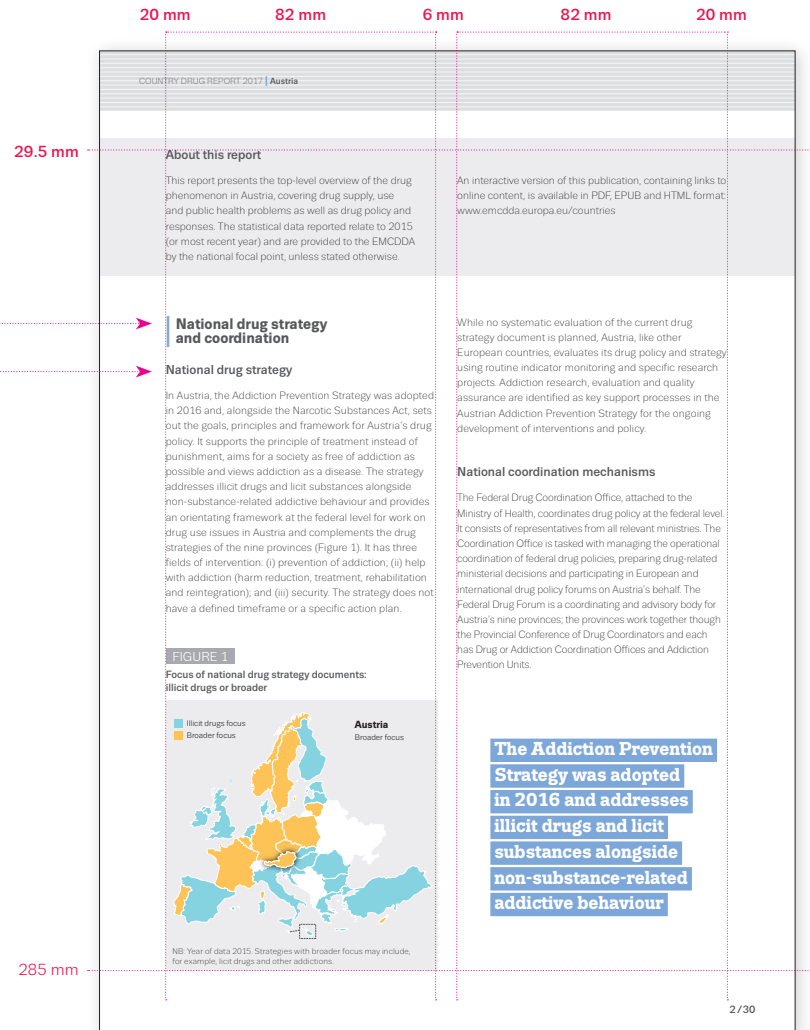 20 mm 82 mm 6 mm 82 mm 20 mm
COUNTRY DRUG REPORT 2017 | Austria
29.5 mm
About this report
This report presents the top-level overview of the drug
phenomenon in Austria, covering drug supply, use
and public health problems as well as drug policy and
responses. The statistical data reported relate to 2015
(or most recent year) and are provided to the EMCDDA
by the national focal point, unless stated otherwise.
An interactive version of this publication, containing links to
online content, is available in PDF, EPUB and HTML format:
www.emcdda.europa.eu/countries
National drug strategy
and coordination
National drug strategy
In Austria, the Addiction Prevention Strategy was adopted
in 2016 and, alongside the Narcotic Substances Act, sets
out the goals, principles and framework for Austria's drug
policy. It supports the principle of treatment instead of
punishment, aims for a society as free of addiction as
possible and views addiction as a disease. The strategy
addresses illicit drugs and licit substances alongside
non-substance-related addictive behaviour and provides
an orientating framework at the federal level for work on
drug use issues in Austria and complements the drug
strategies of the nine provinces (Figure 1). It has three
fields of intervention: (i) prevention of addiction; (ii) help
with addiction (harm reduction, treatment, rehabilitation
and reintegration); and (iii) security. The strategy does not
have a defined timeframe or a specific action plan.
FIGURE 1
Focus of national drug strategy documents:
illicit drugs or broader
Illicit drugs focus
Broader focus
Austria
Broader focus
NB: Year of data 2015. Strategies with broader focus may include,
for example, licit drugs and other addictions.
While no systematic evaluation of the current drug
strategy document is planned, Austria, like other
European countries, evaluates its drug policy and strategy
using routine indicator monitoring and specific research
projects. Addiction research, evaluation and quality
assurance are identified as key support processes in the
Austrian Addiction Prevention Strategy for the ongoing
development of interventions and policy.
National coordination mechanisms
The Federal Drug Coordination Office, attached to the
Ministry of Health, coordinates drug policy at the federal level.
It consists of representatives from all relevant ministries. The
Coordination Office is tasked with managing the operational
coordination of federal drug policies, preparing drug-related
ministerial decisions and participating in European and
international drug policy forums on Austria's behalf. The
Federal Drug Forum is a coordinating and advisory body for
Austria's nine provinces; the provinces work together though
the Provincial Conference of Drug Coordinators and each
has Drug or Addiction Coordination Offices and Addiction
Prevention Units.
The Addiction Prevention
Strategy was adopted
in 2016 and addresses
illicit drugs and licit
substances alongside
non-substance-related
addictive behaviour
285 mm
2/30